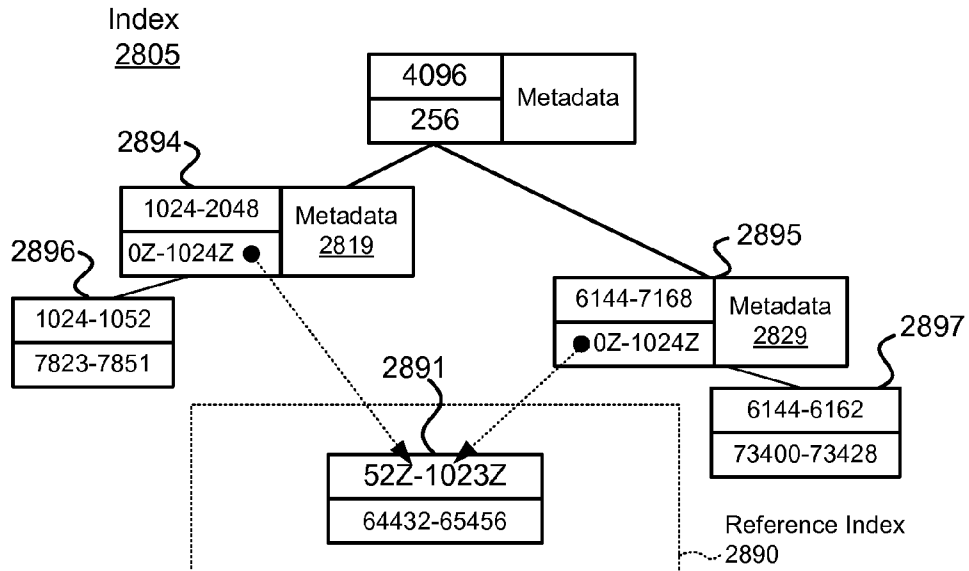 Index
2805
4096
256
Metadata
2894
1024-2048
0Z-1024Z
Metadata
2819
2896
1024-1052
7823-7851
2895
6144-7168
0Z-1024Z
Metadata
2829
2897
6144-6162
73400-73428
2891
52Z-1023Z
64432-65456
Reference Index
2890